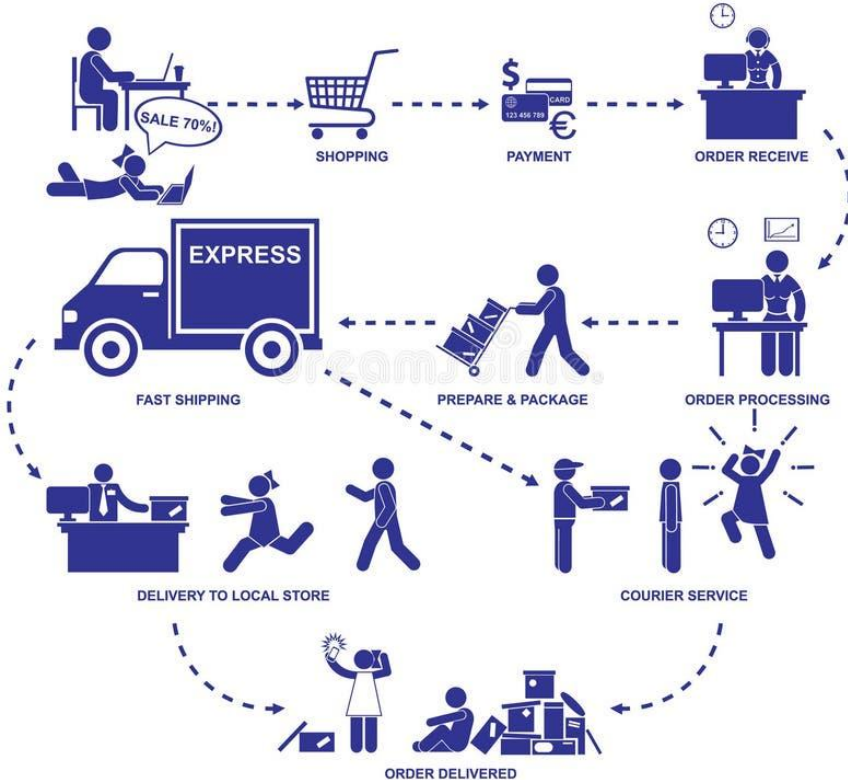 SALE 70%!
$
CARD
123 456 789
€
SHOPPING
PAYMENT
ORDER RECEIVE
EXPRESS
FAST SHIPPING
PREPARE & PACKAGE
ORDER PROCESSING
dreamstime
DELIVERY TO LOCAL STORE
COURIER SERVICE
ORDER DELIVERED